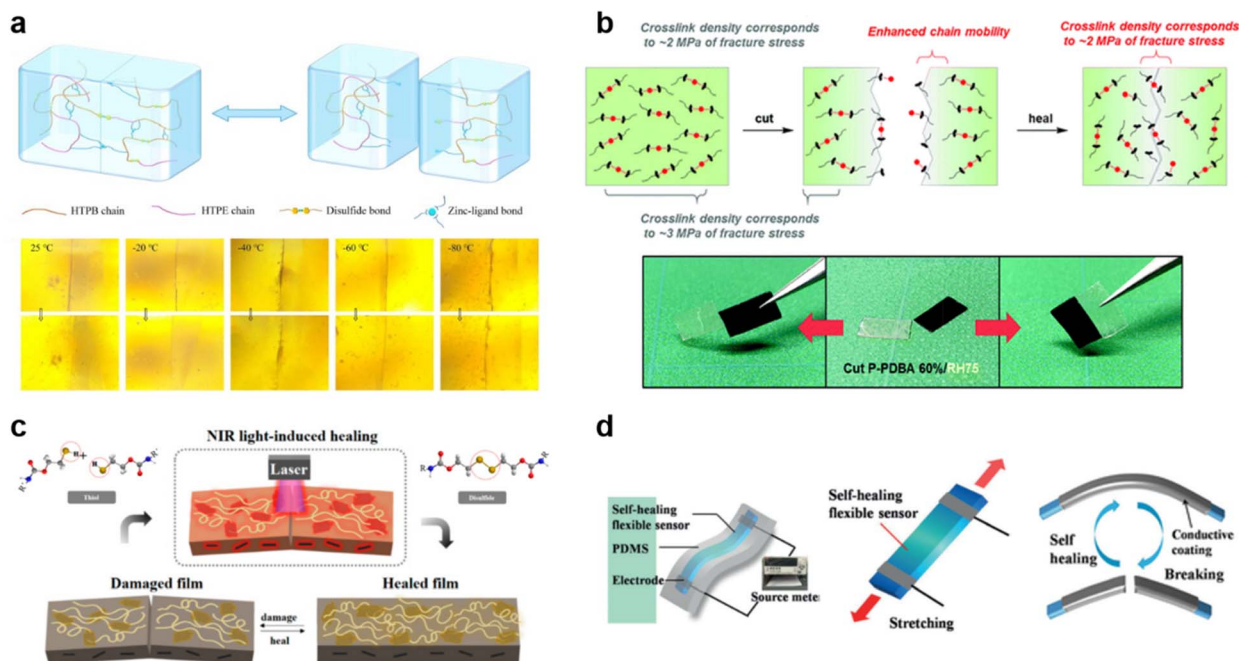 a
HTPB chain
HTPE chain
Disulfide bond
Zinc-ligand bond
25 °C
-20 °C
-40 °C
-60 °C
-80 °C
b
Crosslink density corresponds
to ~2 MPa of fracture stress
Enhanced chain mobility
Crosslink density corresponds
to ~2 MPa of fracture stress
cut
heal
Crosslink density corresponds
to ~3 MPa of fracture stress
Cut P-PDBA 60%/RH75
c
NIR light-induced healing
Laser
Thiol
Disulfide
Damaged film
Healed film
damage
heal
d
Self-healing
flexible sensor
PDMS
Electrode
Source mete
Self-healing
flexible sensor
Stretching
Self
healing
Conductive
coating
Breaking